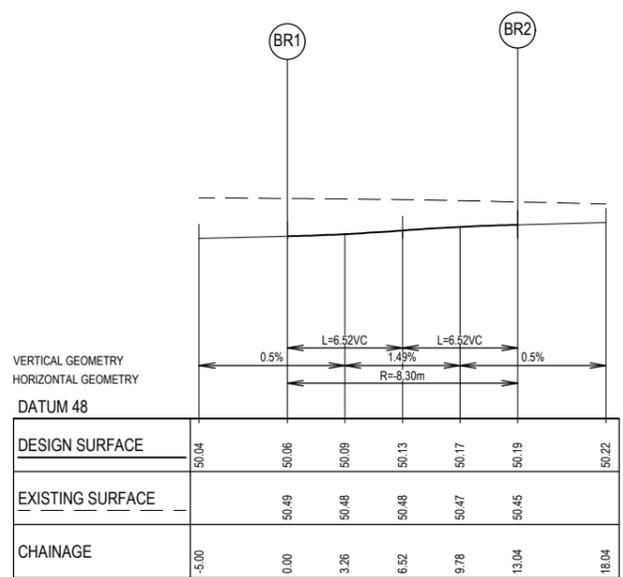 BR1
BR2
L=6.52VC
L=6.52VC
VERTICAL GEOMETRY
0.5%
1.49%
0.5%
HORIZONTAL GEOMETRY
R=-8.30m
DATUM 48
DESIGN SURFACE 50.04 50.06 50.09 50.13 50.17 50.19 50.22
EXISTING SURFACE 50.49 50.48 50.48 50.47 50.45
CHAINAGE -5.00 0.00 3.26 6.52 9.78 13.04 18.04